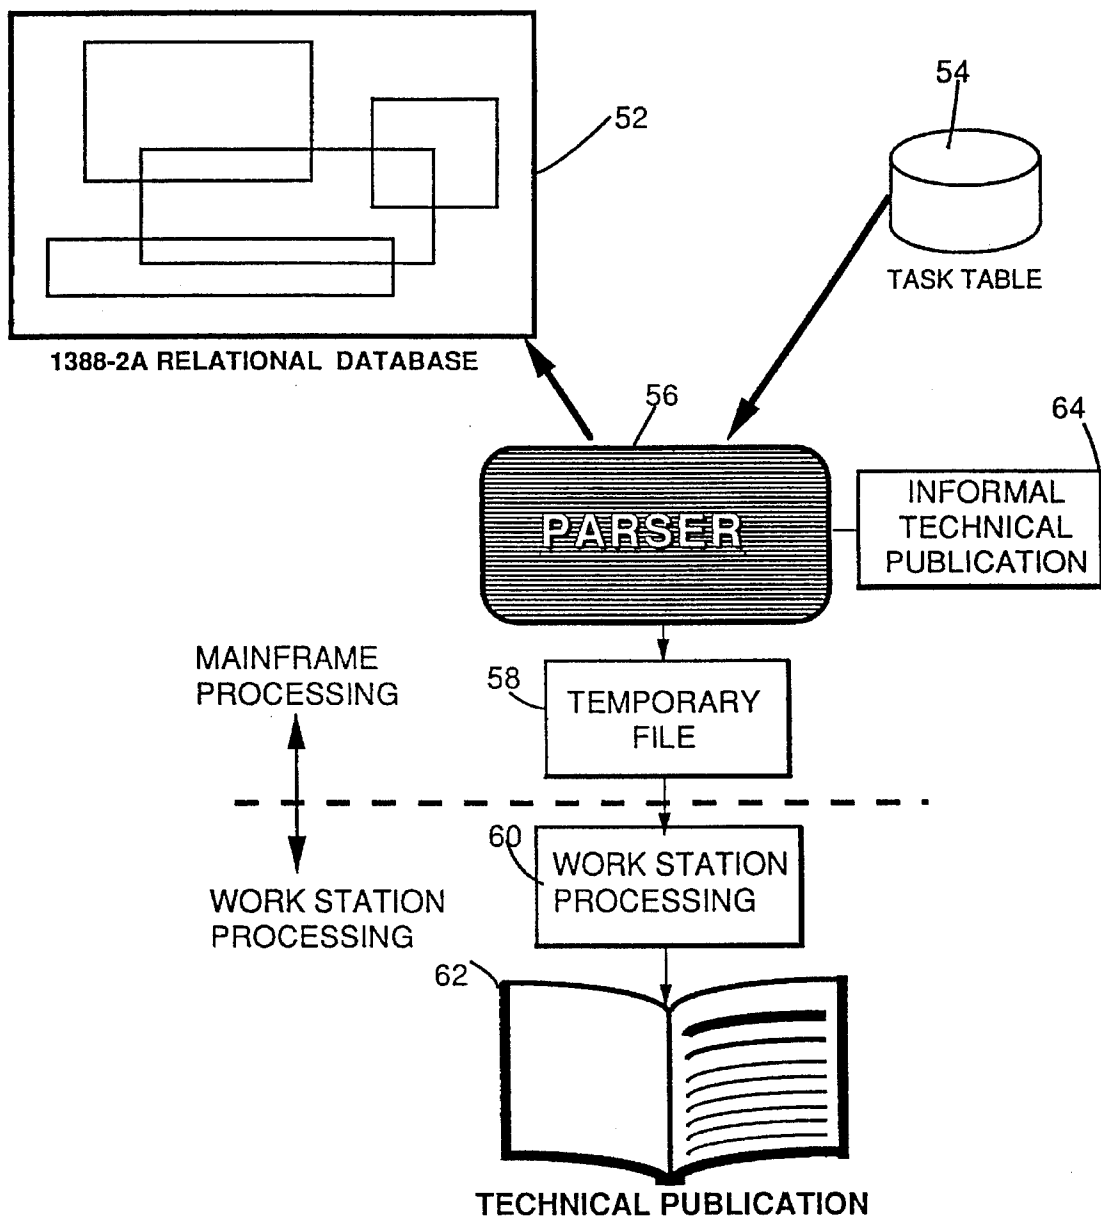 54
52
TASK TABLE
1388-2A RELATIONAL DATABASE
56
64
PARSER
INFORMAL
TECHNICAL
PUBLICATION
MAINFRAME
PROCESSING
58
TEMPORARY
FILE
60
WORK STATION
PROCESSING
WORK STATION
PROCESSING
62
TECHNICAL PUBLICATION